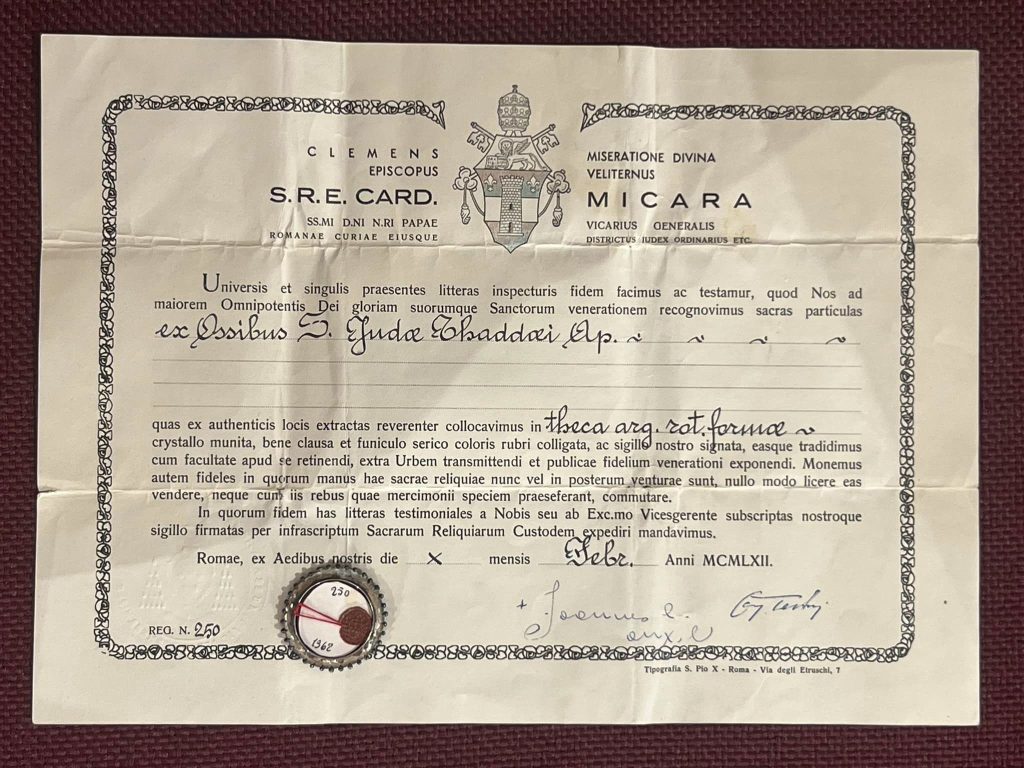 CLEMENS
EPISCOPUS
S.R.E. CARD.
SS.MI D.NI N.RI PAPAE
ROMANAE CURIAE EIUSQUE
MISERATIONE DIVINA
VELITERNUS
MICARA
VICARIUS GENERALIS
DISTRICTUS IUDEX ORDINARIUS ETC.
Universis et singulis praesentes litteras inspecturis fidem facimus ac testamur, quod Nos ad
maiorem Omnipotentis Dei gloriam suorumque Sanctorum venerationem recognovimus sacras particulas
ex Ossibus S. Judæ Thaddæi Ap. ~ ~ ~ ~
quas ex authenticis locis extractas reverenter collocavimus in theca arg. rot. formæ ~
crystallo munita, bene clausa et funiculo serico coloris rubri colligata, ac sigillo nostro signata, easque tradidimus
cum facultate apud se retinendi, extra Urbem transmittendi et publicae fidelium venerationi exponendi. Monemus
autem fideles in quorum manus hae sacrae reliquiae nunc vel in posterum venturae sunt, nullo modo licere eas
vendere, neque cum iis rebus quae mercimonii speciem praeseferant, commutare.
In quorum fidem has litteras testimoniales a Nobis seu ab Exc.mo Vicesgerente subscriptas nostroque
sigillo firmatas per infrascriptum Sacrarum Reliquiarum Custodem expediri mandavimus.
Romae, ex Aedibus nostris die X mensis Febr. Anni MCMLXII.
250
1362
+ Joannes
REG. N. 250
Tipografia S. Pio X - Roma - Via degli Etruschi, 7